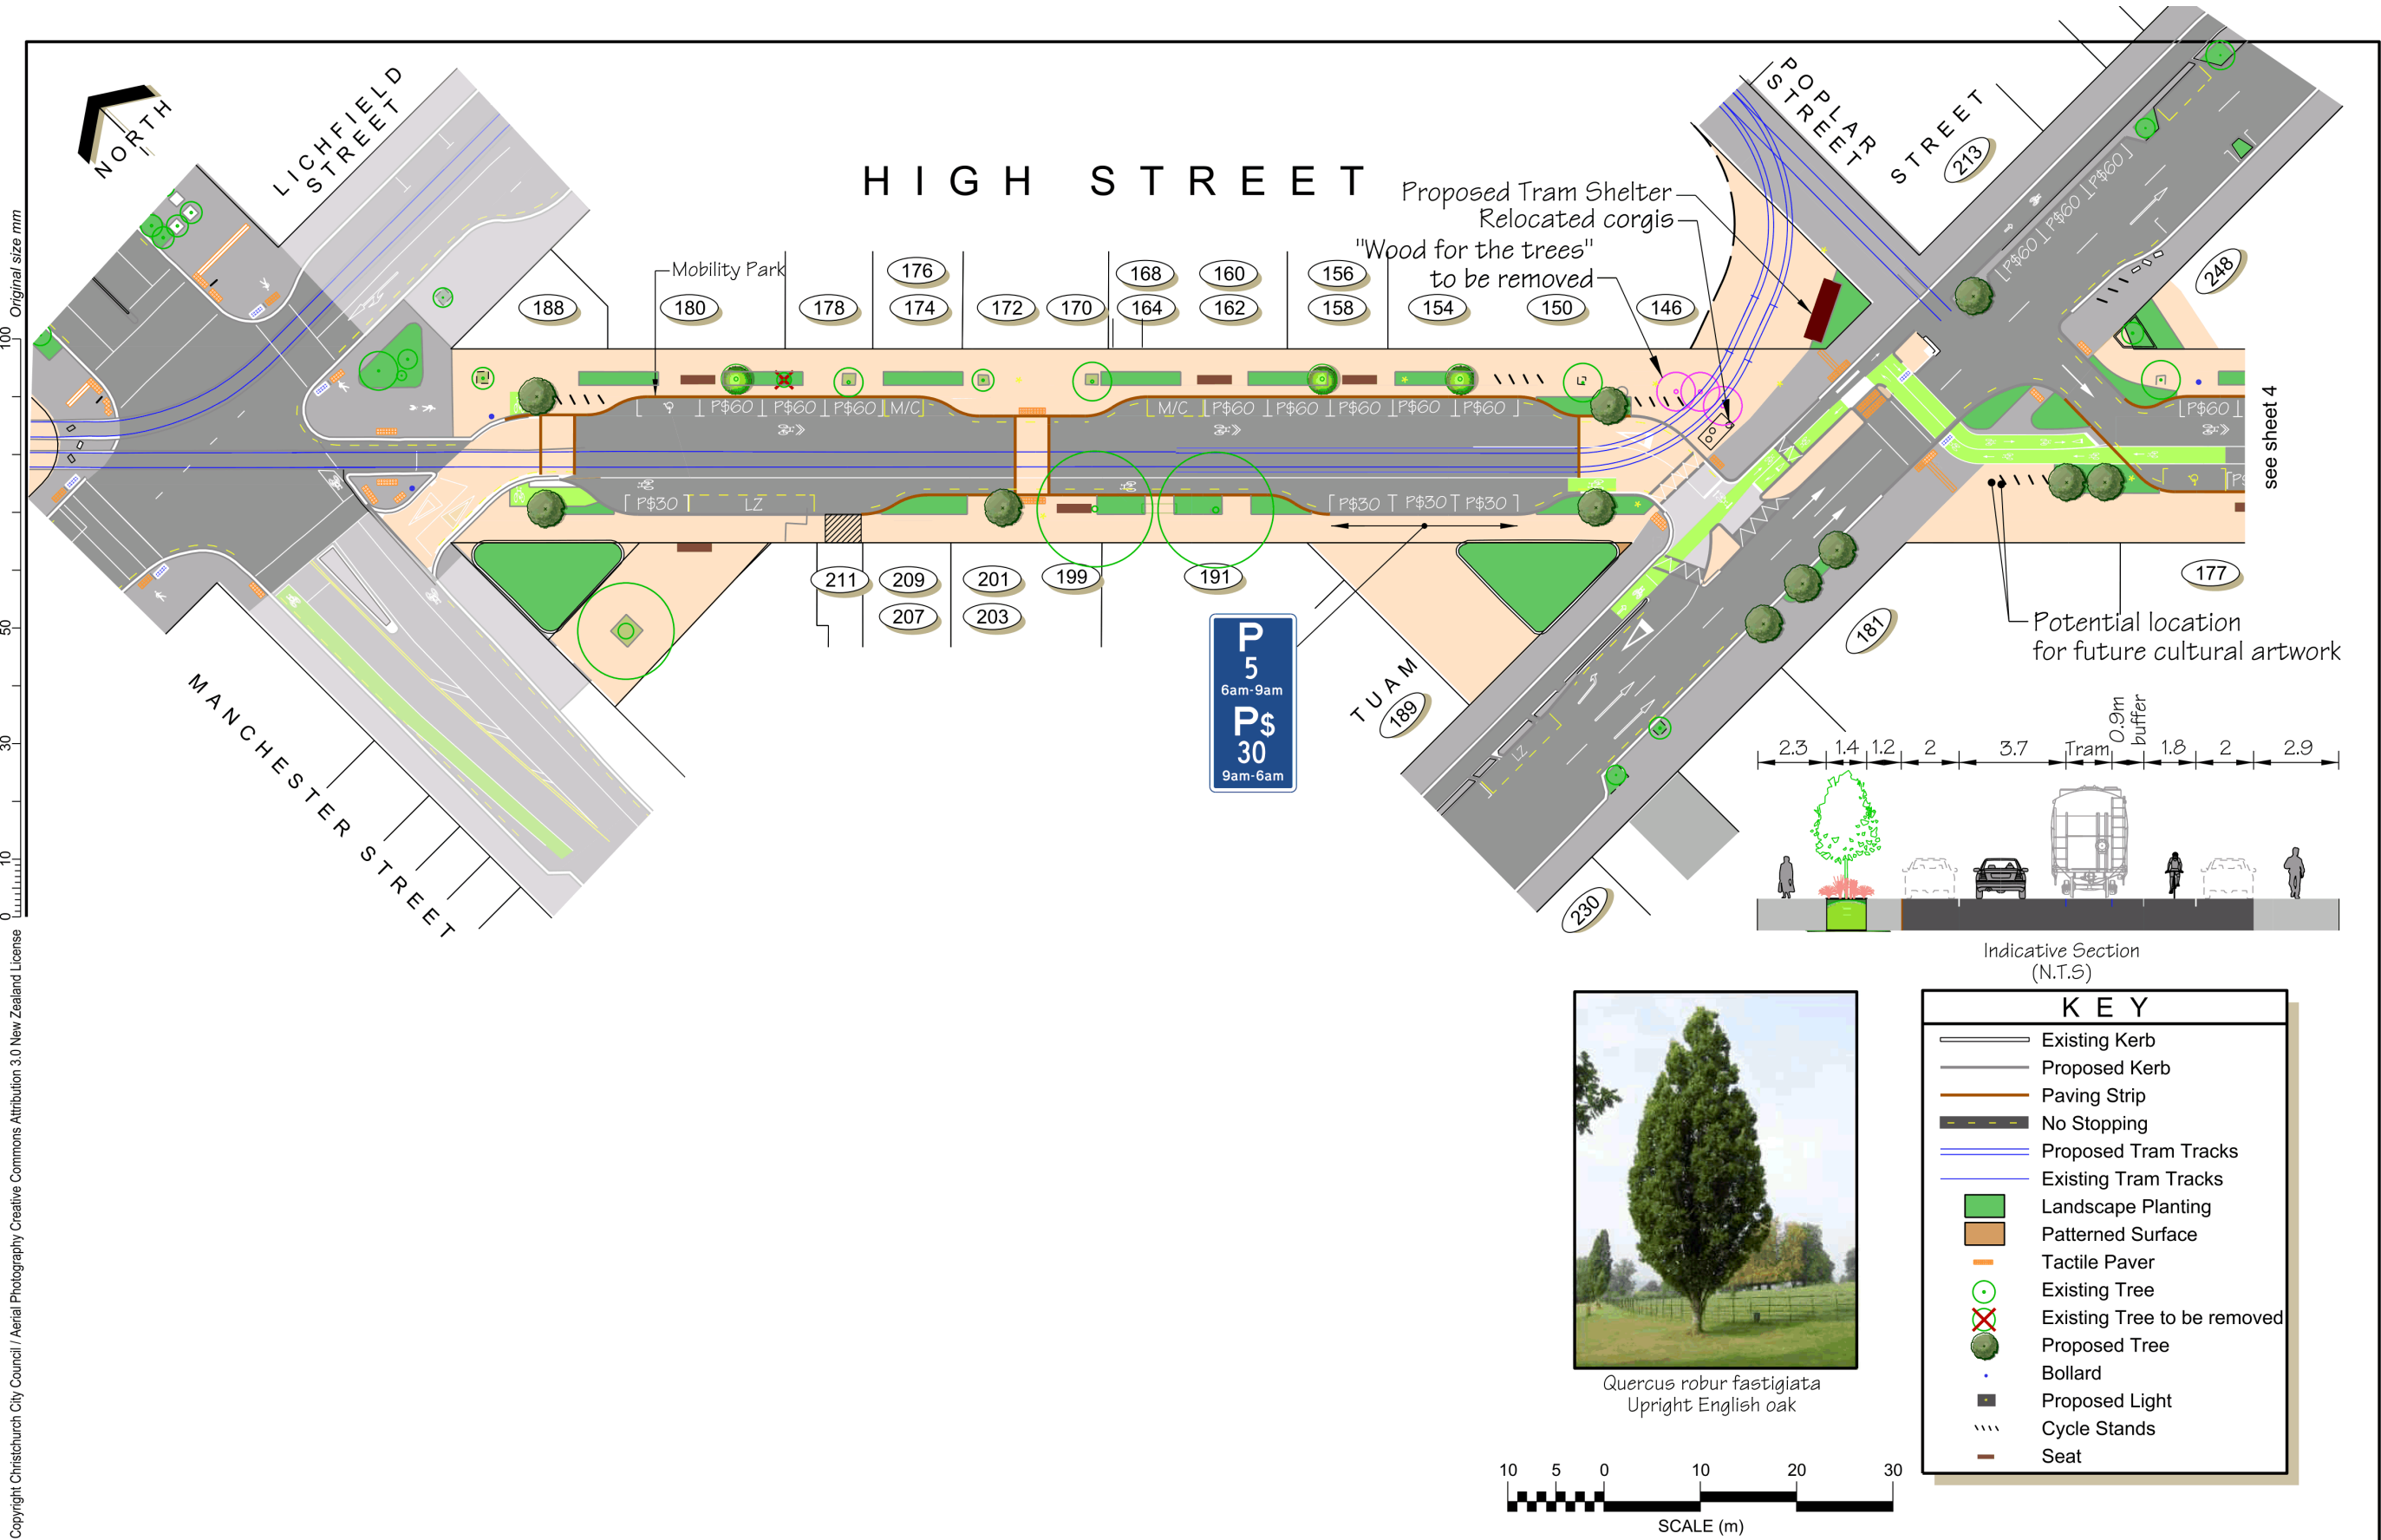 HIGH STREET
NORTH
LICHFIELD
STREET
POPLAR
STREET
STREET
213
248
Proposed Tram Shelter
Relocated corgis
"Wood for the trees"
to be removed
Mobility Park
188
180
178
176
174
172
170
168
164
160
162
156
158
154
150
146
P$60
P$60
P$60
M/C
M/C
P$60
P$60
P$60
P$60
P$60
P$60
P$60
P$60
P$60
see sheet 4
P$30
LZ
P$30
P$30
P$30
P$
211
209
207
201
203
199
191
177
181
P
5
6am-9am
P$
30
9am-6am
TUAM
189
LZ
230
MANCHESTER STREET
Potential location
for future cultural artwork
2.3
1.4
1.2
2
3.7
Tram
0.9m
buffer
1.8
2
2.9
Indicative Section
(N.T.S)
Quercus robur fastigiata
Upright English oak
KEY
Existing Kerb
Proposed Kerb
Paving Strip
No Stopping
Proposed Tram Tracks
Existing Tram Tracks
Landscape Planting
Patterned Surface
Tactile Paver
Existing Tree
Existing Tree to be removed
Proposed Tree
Bollard
Proposed Light
Cycle Stands
Seat
10 5 0 10 20 30
SCALE (m)
Original size mm
100
50
30
10
0
Copyright Christchurch City Council / Aerial Photography Creative Commons Attribution 3.0 New Zealand License